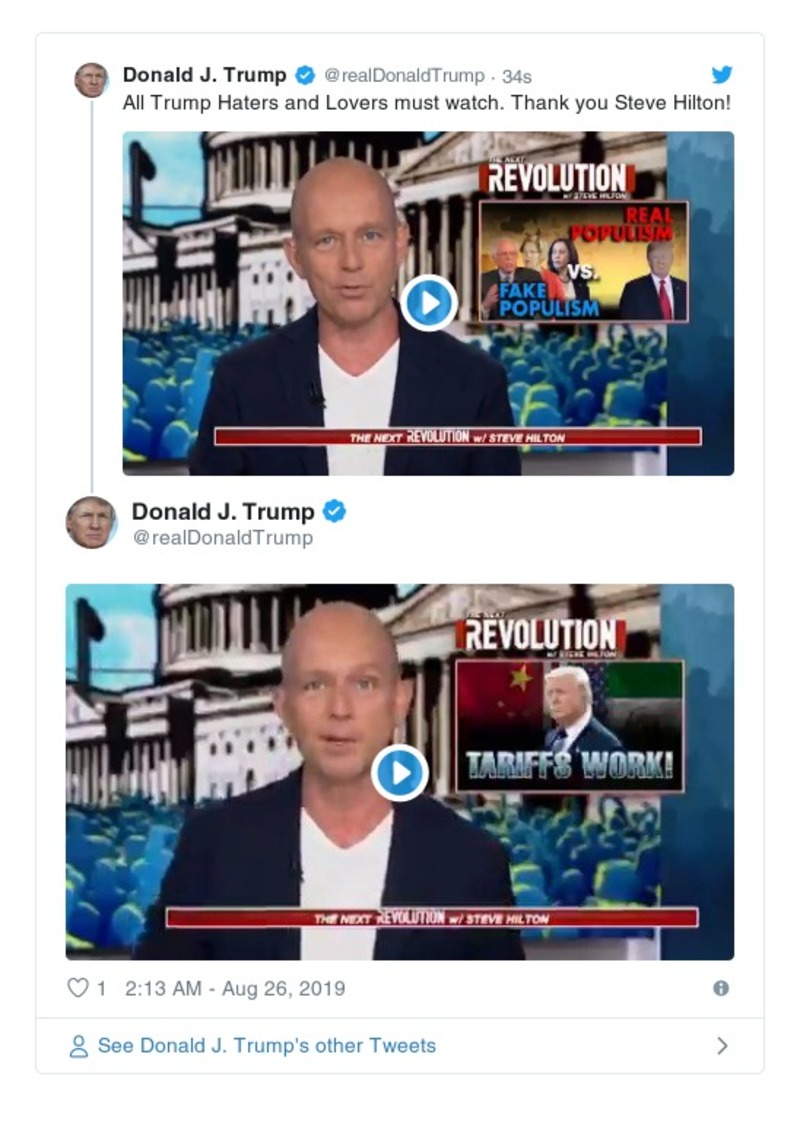 Donald J. Trump @realDonaldTrump · 34s
All Trump Haters and Lovers must watch. Thank you Steve Hilton!
THE NEXT
REVOLUTION
w/ STEVE HILTON
REAL
POPULISM
VS.
FAKE
POPULISM
THE NEXT REVOLUTION w/ STEVE HILTON
Donald J. Trump
@realDonaldTrump
THE NEXT
REVOLUTION
w/ STEVE HILTON
TARIFFS WORK!
THE NEXT REVOLUTION w/ STEVE HILTON
1 2:13 AM - Aug 26, 2019
See Donald J. Trump's other Tweets